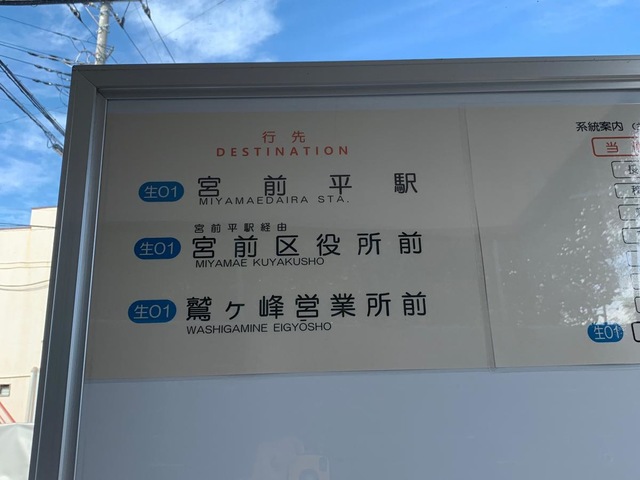 行先
DESTINATION
生01 宮前平駅
MIYAMAEDAIRA STA.
宮前平駅経由
生01 宮前区役所前
MIYAMAE KUYAKUSHO
生01 鷲ヶ峰営業所前
WASHIGAMINE EIGYŌSHO
系統案内
当
生01